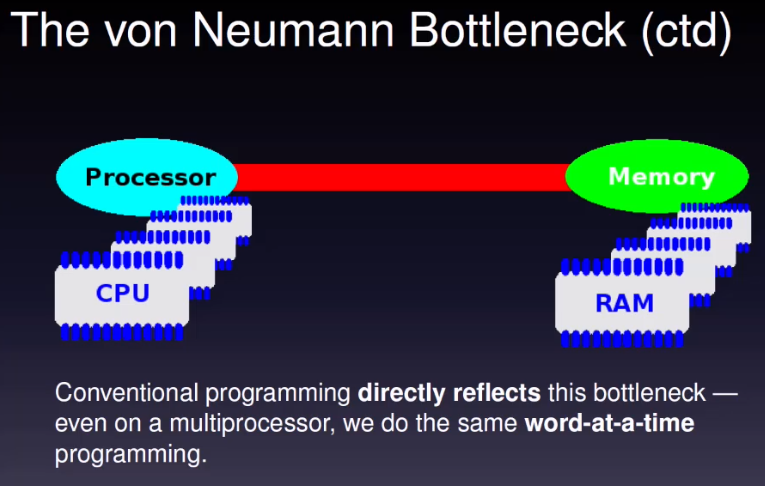 The von Neumann Bottleneck (ctd)
Processor
Memory
CPU
RAM
Conventional programming directly reflects this bottleneck —
even on a multiprocessor, we do the same word-at-a-time
programming.